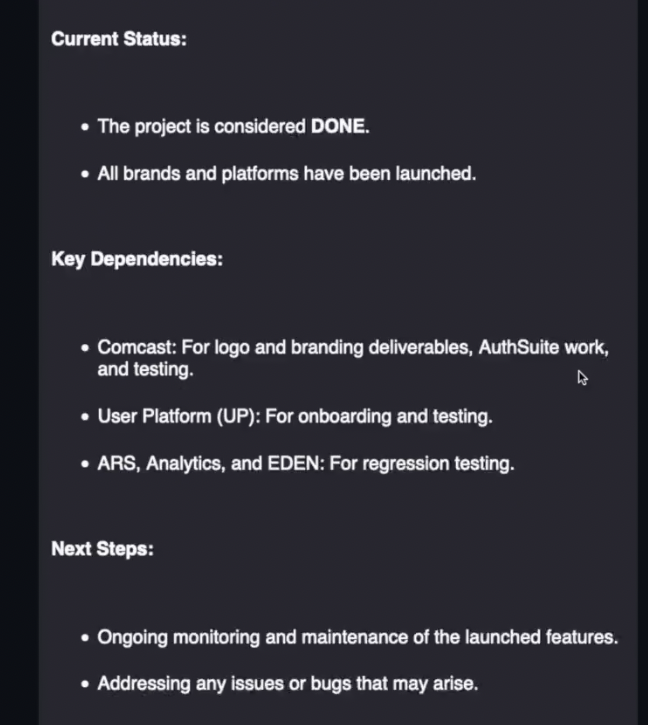 Current Status:
• The project is considered DONE.
• All brands and platforms have been launched.
Key Dependencies:
• Comcast: For logo and branding deliverables, AuthSuite work,
and testing.
• User Platform (UP): For onboarding and testing.
• ARS, Analytics, and EDEN: For regression testing.
Next Steps:
• Ongoing monitoring and maintenance of the launched features.
• Addressing any issues or bugs that may arise.